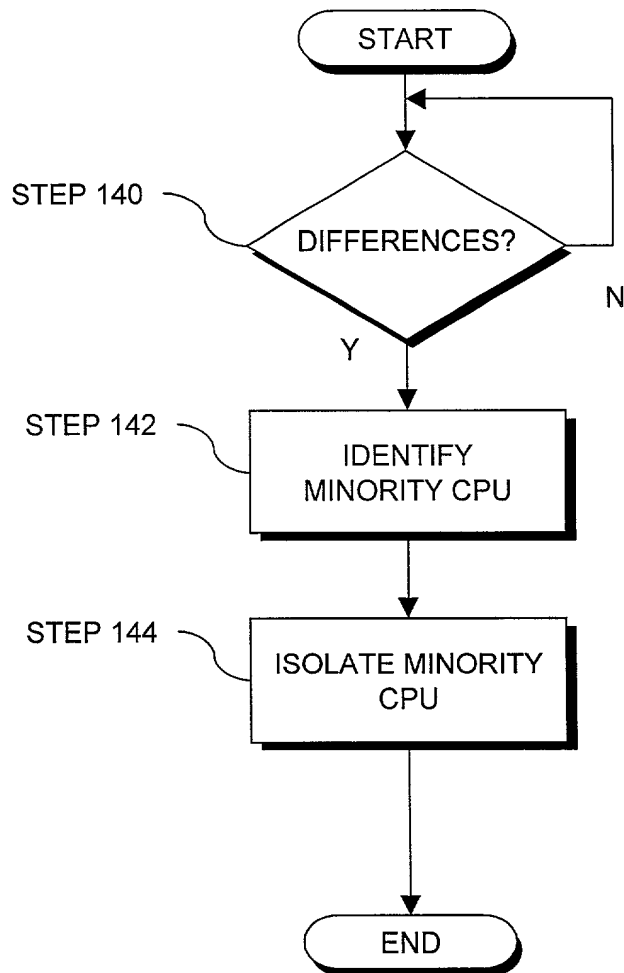 START
STEP 140
DIFFERENCES?
N
Y
STEP 142
IDENTIFY
MINORITY CPU
STEP 144
ISOLATE MINORITY
CPU
END